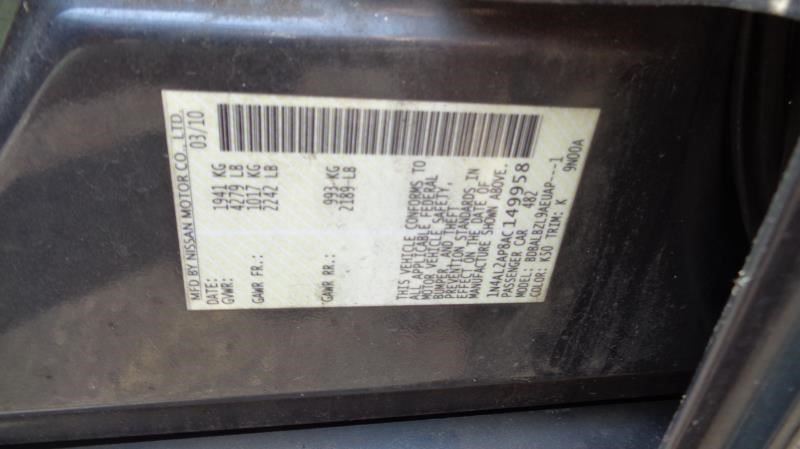 MFD BY NISSAN MOTOR CO., LTD.
DATE: 03/10
GVWR: 1941 KG
4279 LB
GAWR FR: 1017 KG
2242 LB
GAWR RR: 993 KG
2189 LB
THIS VEHICLE CONFORMS TO
ALL APPLICABLE FEDERAL
MOTOR VEHICLE SAFETY,
BUMPER, AND THEFT
PREVENTION STANDARDS IN
EFFECT ON THE DATE OF
MANUFACTURE SHOWN ABOVE.
1N4AL2AP8AC149958
PASSENGER CAR 482
MODEL: BDBALBZL9AEUAP---1
COLOR: K50 TRIM: K 9N00A